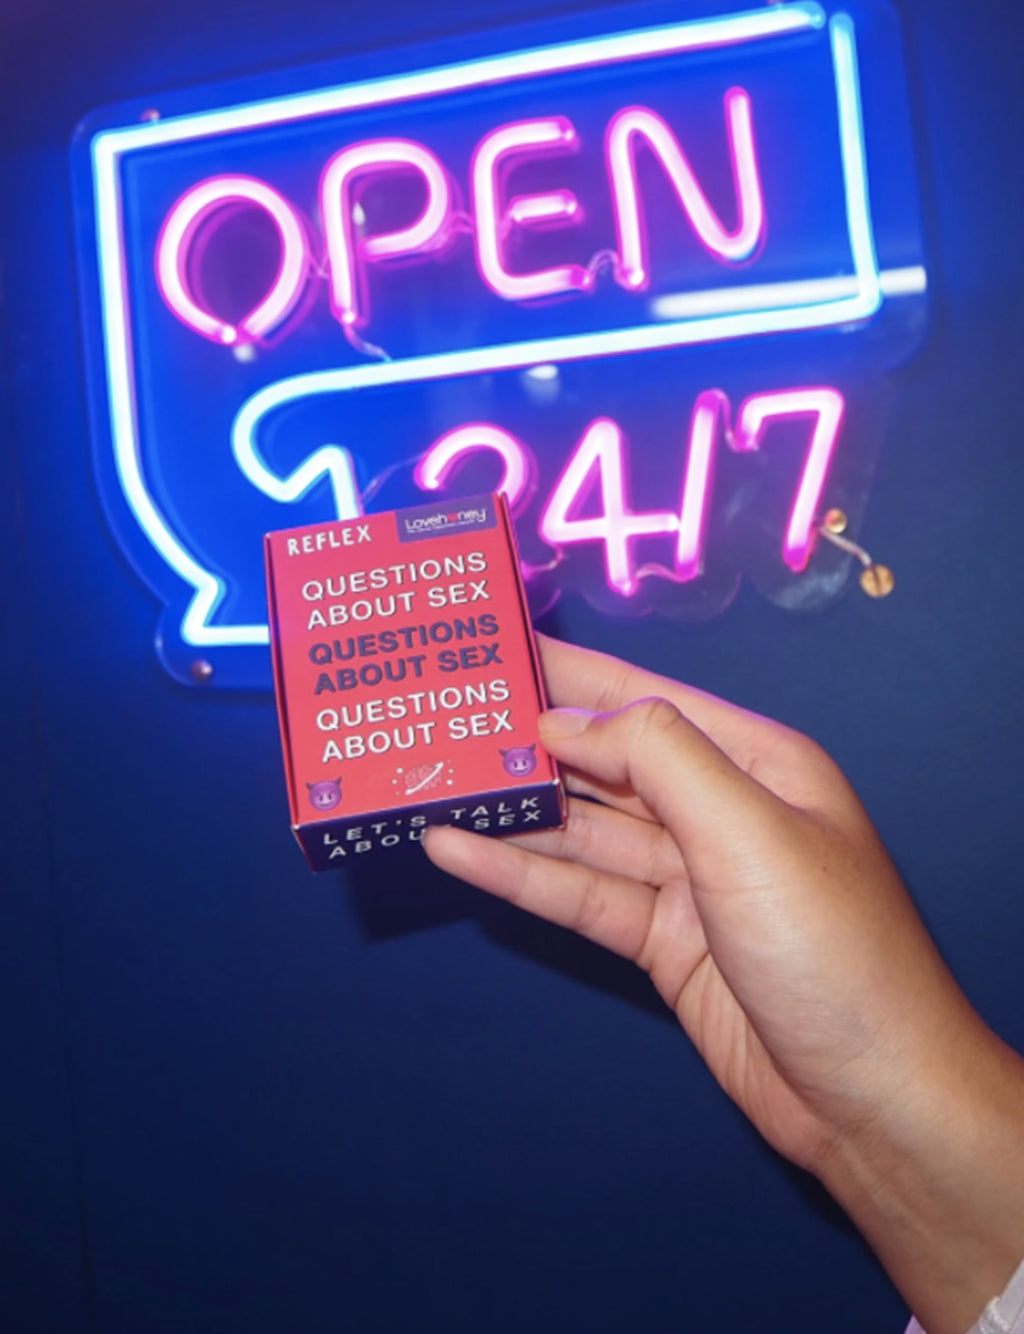 OPEN
24/7
REFLEX
Lovehoney
QUESTIONS
ABOUT SEX
QUESTIONS
ABOUT SEX
QUESTIONS
ABOUT SEX
LET'S TALK
ABOUT SEX